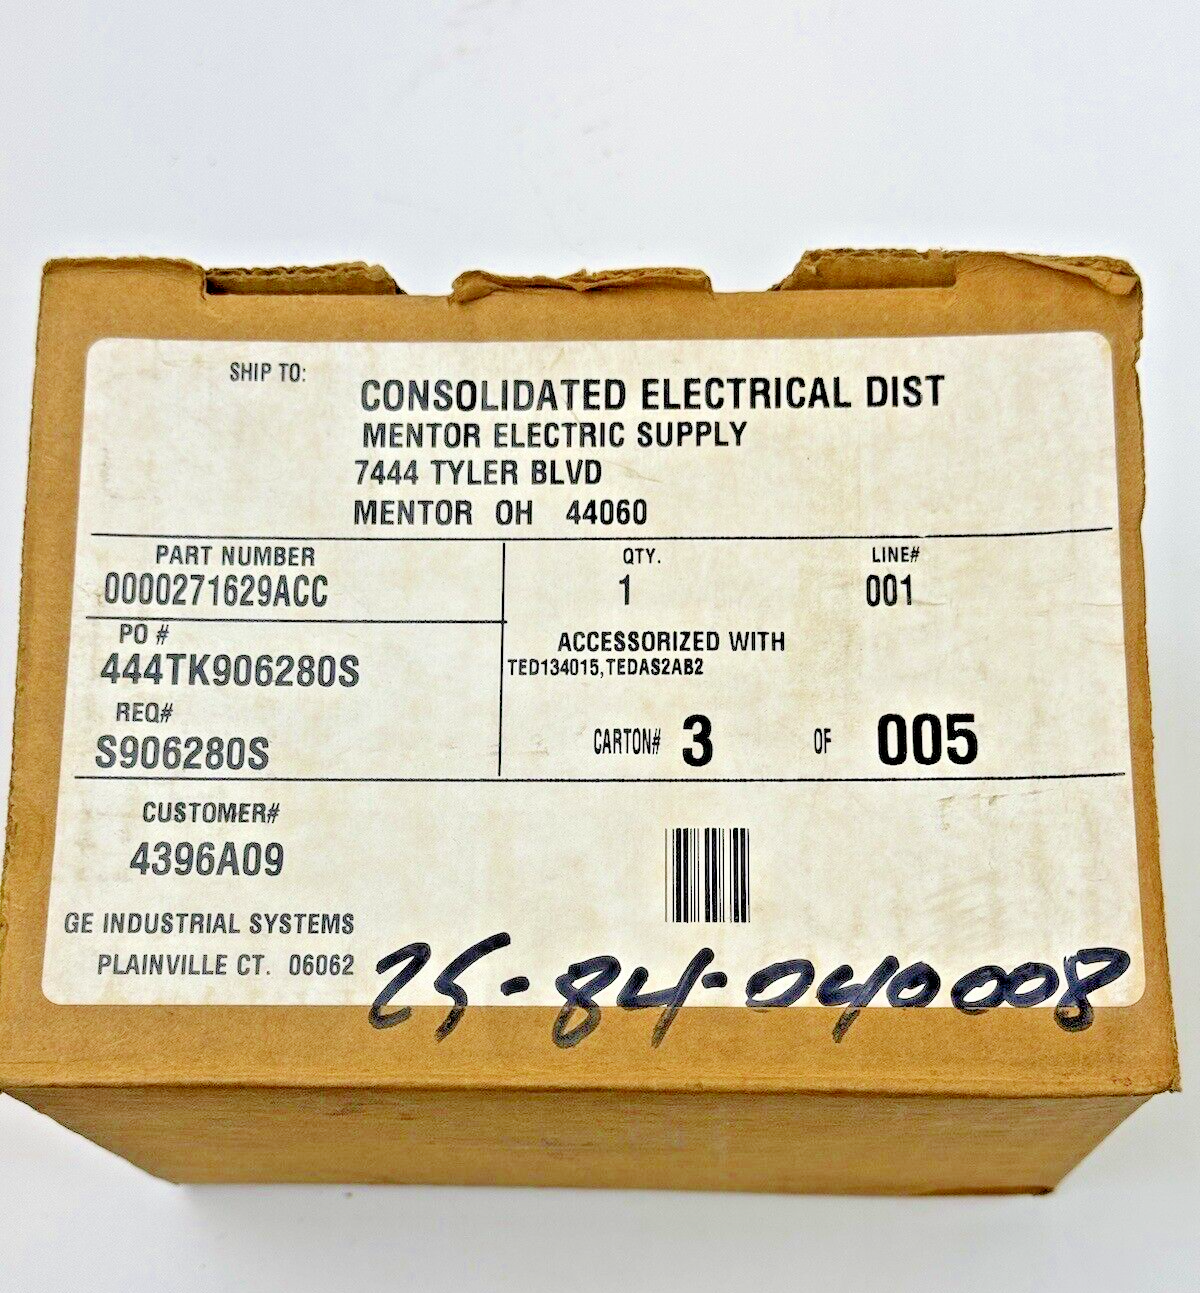 SHIP TO:
CONSOLIDATED ELECTRICAL DIST
MENTOR ELECTRIC SUPPLY
7444 TYLER BLVD
MENTOR OH 44060
PART NUMBER
0000271629ACC
PO #
444TK906280S
REQ#
S906280S
QTY.
1
LINE#
001
ACCESSORIZED WITH
TED134015,TEDAS2AB2
CARTON# 3 OF 005
CUSTOMER#
4396A09
GE INDUSTRIAL SYSTEMS
PLAINVILLE CT. 06062
25-84-040008